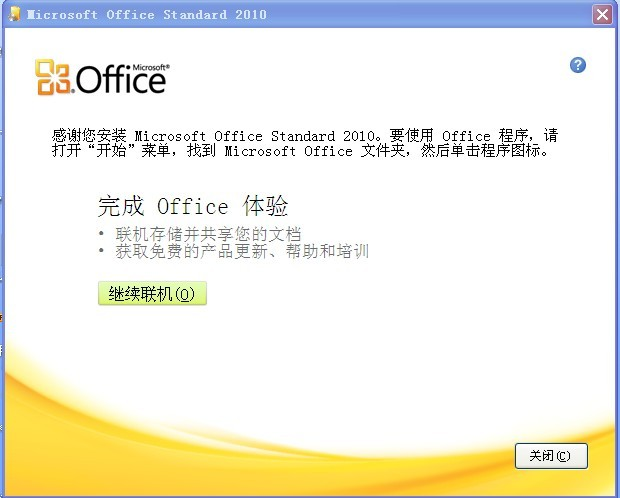 Microsoft Office Standard 2010
Microsoft®
Office
感谢您安装 Microsoft Office Standard 2010。要使用 Office 程序，请
打开“开始”菜单，找到 Microsoft Office 文件夹，然后单击程序图标。
完成 Office 体验
• 联机存储并共享您的文档
• 获取免费的产品更新、帮助和培训
继续联机(O)
关闭(C)